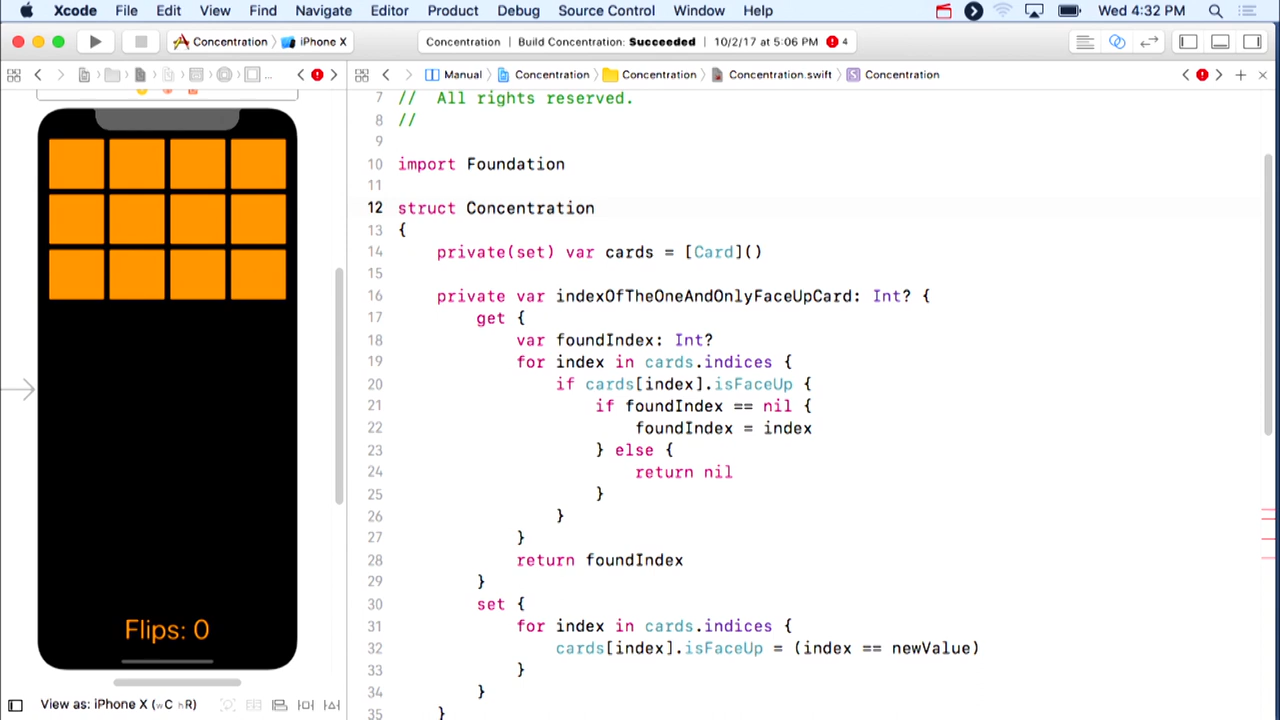 Xcode File Edit View Find Navigate Editor Product Debug Source Control Window Help Wed 4:32 PM
Concentration iPhone X Concentration Build Concentration: Succeeded 10/2/17 at 5:06 PM 4
... Manual Concentration Concentration Concentration.swift Concentration
7 // All rights reserved.
8 //
9
10 import Foundation
11
12 struct Concentration
13 {
14 private(set) var cards = [Card]()
15
16 private var indexOfTheOneAndOnlyFaceUpCard: Int? {
17 get {
18 var foundIndex: Int?
19 for index in cards.indices {
20 if cards[index].isFaceUp {
21 if foundIndex == nil {
22 foundIndex = index
23 } else {
24 return nil
25 }
26 }
27 }
28 return foundIndex
29 }
30 set {
31 for index in cards.indices {
32 cards[index].isFaceUp = (index == newValue)
33 }
34 }
35 }
Flips: 0
View as: iPhone X (wC hR)